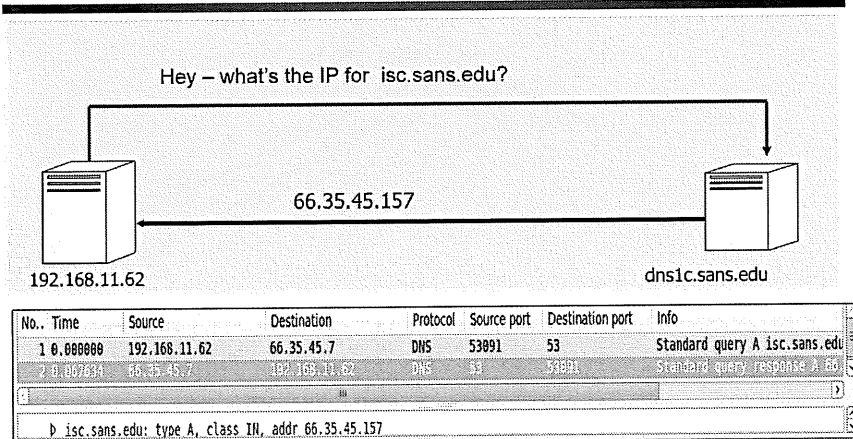 Hey – what's the IP for isc.sans.edu?
66.35.45.157
192.168.11.62
dns1c.sans.edu
No.. Time Source Destination Protocol Source port Destination port Info
1 0.000000 192.168.11.62 66.35.45.7 DNS 53091 53 Standard query A isc.sans.edu
2 0.067634 66.35.45.7 192.168.11.62 DNS 53 53091 Standard query response A 66
isc.sans.edu: type A, class IN, addr 66.35.45.157